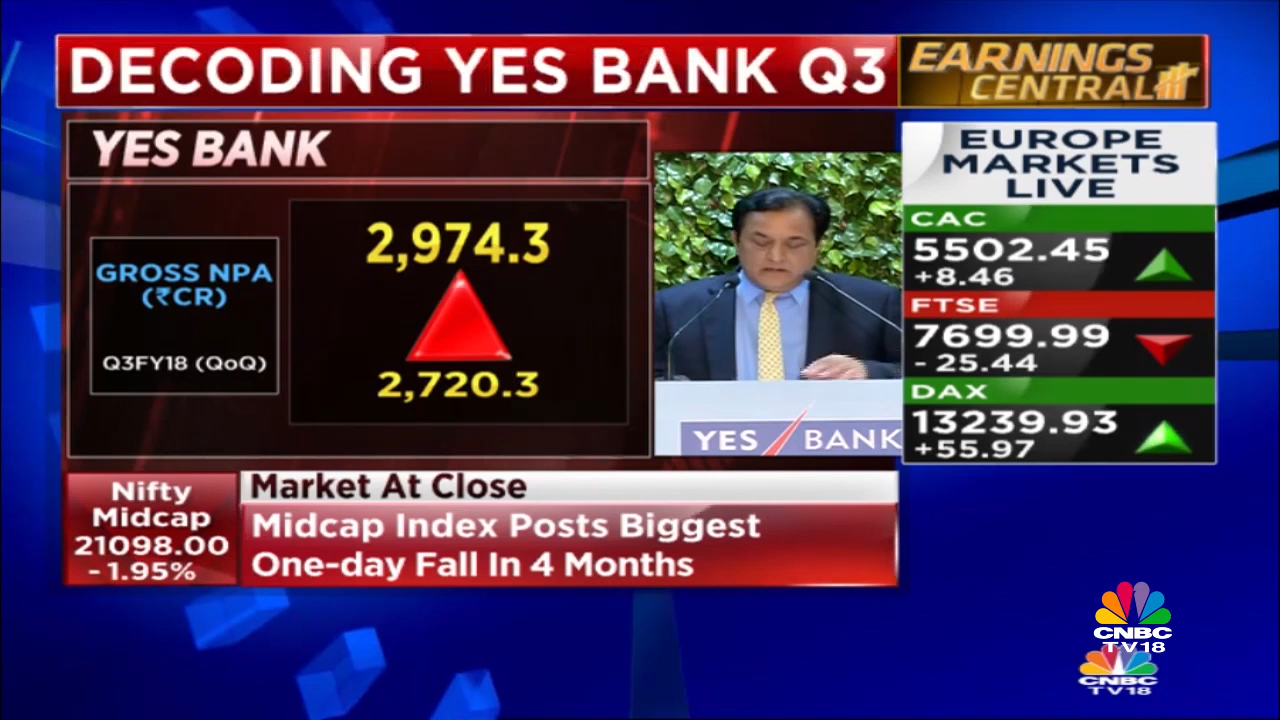 DECODING YES BANK Q3
EARNINGS
CENTRAL
YES BANK
GROSS NPA
(₹CR)
Q3FY18 (QoQ)
2,974.3
2,720.3
YES BANK
EUROPE
MARKETS
LIVE
CAC
5502.45
+8.46
FTSE
7699.99
- 25.44
DAX
13239.93
+55.97
Nifty
Midcap
21098.00
- 1.95%
Market At Close
Midcap Index Posts Biggest
One-day Fall In 4 Months
CNBC
TV18
CNBC
TV18